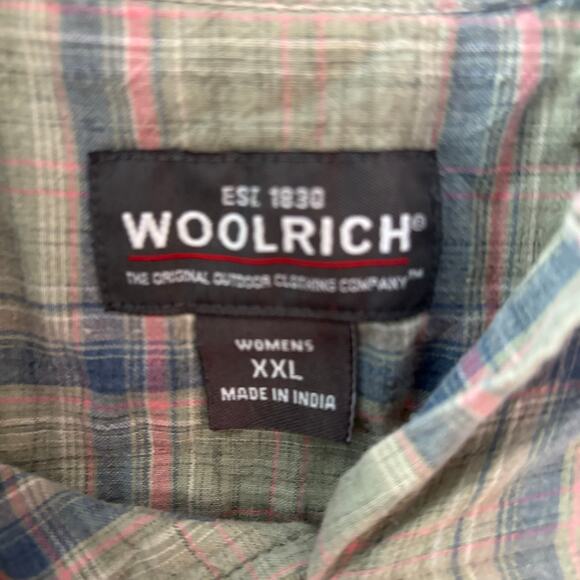 EST. 1830
WOOLRICH®
THE ORIGINAL OUTDOOR CLOTHING COMPANY™
WOMENS
XXL
MADE IN INDIA